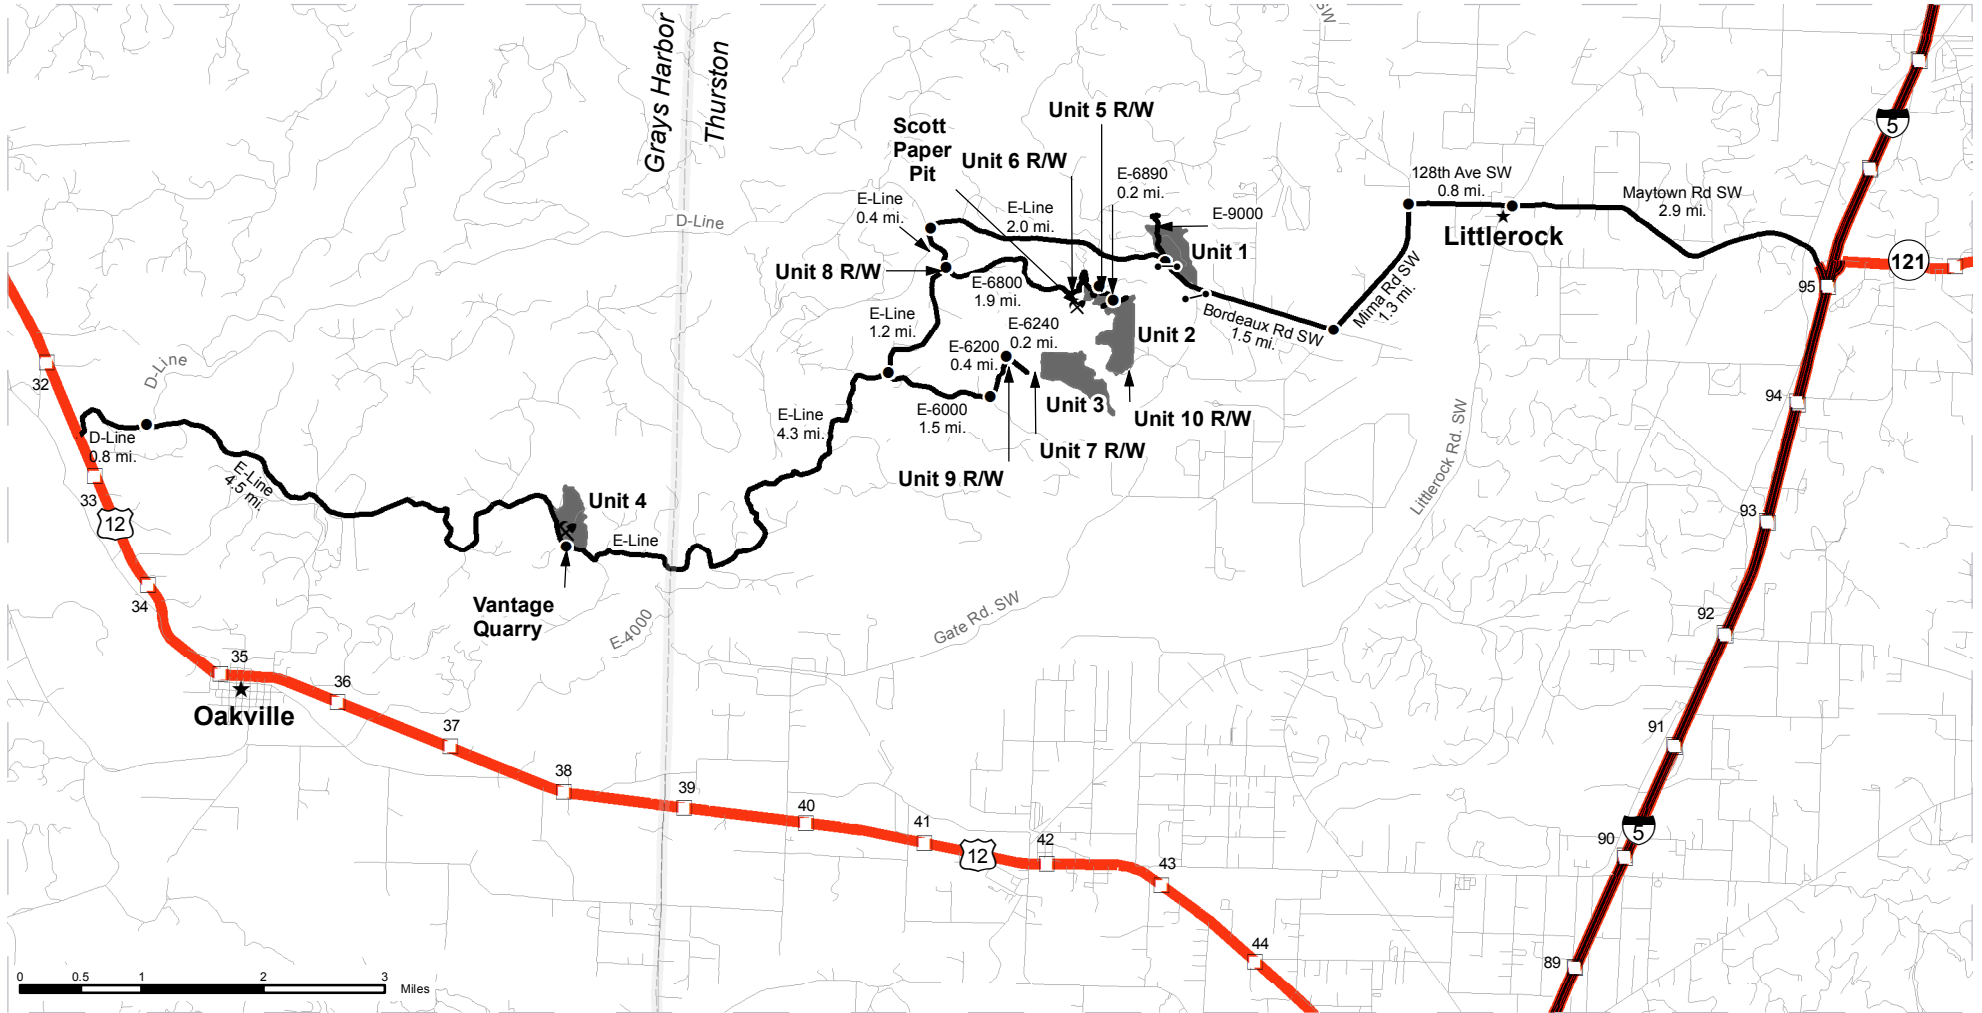 SW
Grays Harbor
Thurston
5
Unit 5 R/W
Scott
Paper
Pit
Unit 6 R/W
E-6890
0.2 mi.
128th Ave SW
0.8 mi.
Maytown Rd SW
2.9 mi.
E-Line
0.4 mi.
E-Line
2.0 mi.
E-9000
D-Line
Littlerock
Unit 1
121
Unit 8 R/W
E-6800
1.9 mi.
Mima Rd SW
1.3 mi.
95
Bordeaux Rd SW
1.5 mi.
E-Line
1.2 mi.
E-6240
0.2 mi.
Unit 2
E-6200
0.4 mi.
D-Line
32
94
Unit 3
E-6000
1.5 mi.
E-Line
4.3 mi.
Unit 10 R/W
Littlerock Rd. SW
D-Line
0.8 mi.
Unit 7 R/W
E-Line
4.5 mi.
Unit 9 R/W
33
12
Unit 4
93
E-Line
34
Vantage
Quarry
E-4000
Gate Rd. SW
92
35
36
Oakville
37
91
38
39
40
41
42
12
43
5
90
44
89
0
0.5
1
2
3
Miles